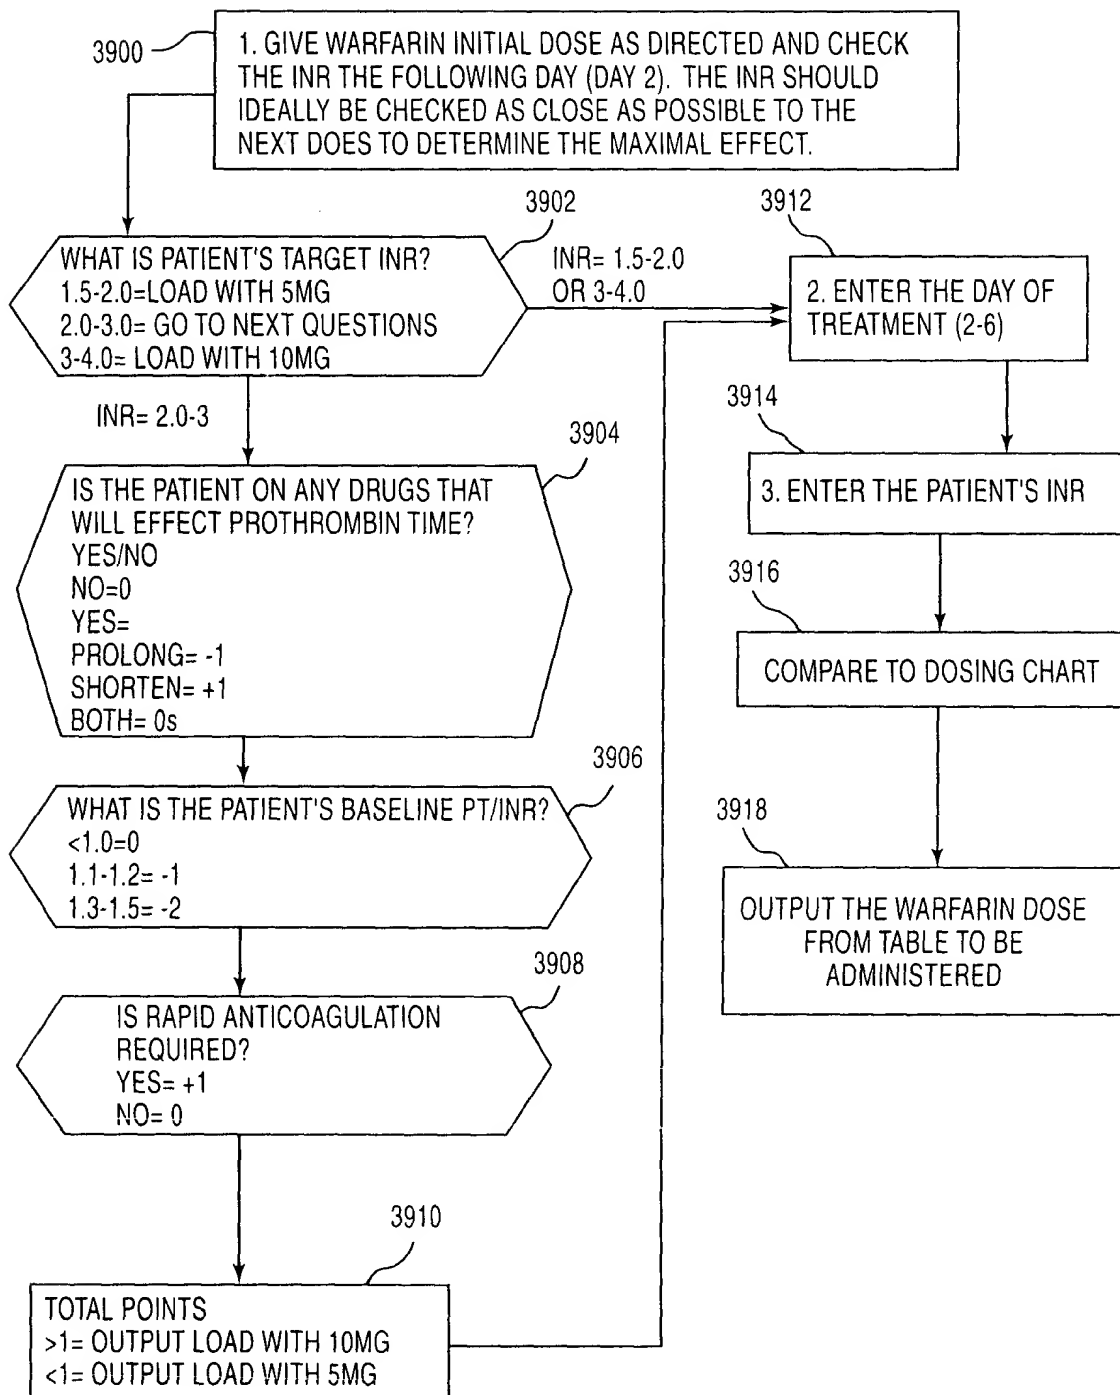 3900
1. GIVE WARFARIN INITIAL DOSE AS DIRECTED AND CHECK
THE INR THE FOLLOWING DAY (DAY 2). THE INR SHOULD
IDEALLY BE CHECKED AS CLOSE AS POSSIBLE TO THE
NEXT DOES TO DETERMINE THE MAXIMAL EFFECT.
3902
WHAT IS PATIENT'S TARGET INR?
1.5-2.0=LOAD WITH 5MG
2.0-3.0= GO TO NEXT QUESTIONS
3-4.0= LOAD WITH 10MG
INR= 1.5-2.0
OR 3-4.0
INR= 2.0-3
3904
IS THE PATIENT ON ANY DRUGS THAT
WILL EFFECT PROTHROMBIN TIME?
YES/NO
NO=0
YES=
PROLONG= -1
SHORTEN= +1
BOTH= 0s
3906
WHAT IS THE PATIENT'S BASELINE PT/INR?
<1.0=0
1.1-1.2= -1
1.3-1.5= -2
3908
IS RAPID ANTICOAGULATION
REQUIRED?
YES= +1
NO= 0
3910
TOTAL POINTS
>1= OUTPUT LOAD WITH 10MG
<1= OUTPUT LOAD WITH 5MG
3912
2. ENTER THE DAY OF
TREATMENT (2-6)
3914
3. ENTER THE PATIENT'S INR
3916
COMPARE TO DOSING CHART
3918
OUTPUT THE WARFARIN DOSE
FROM TABLE TO BE
ADMINISTERED